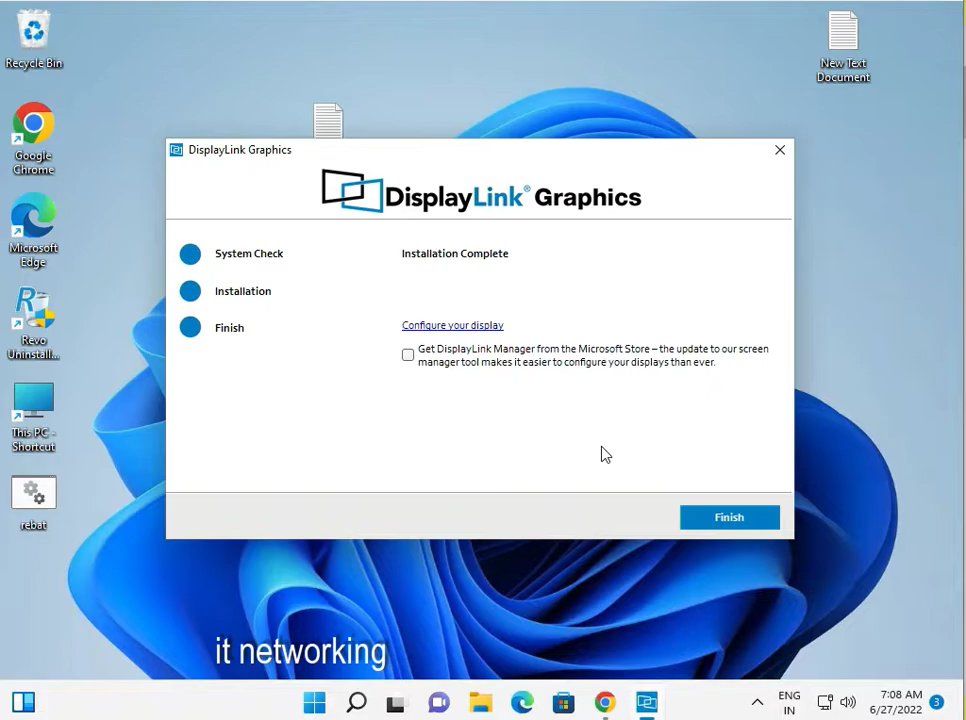 Recycle Bin
Google
Chrome
Microsoft
Edge
Revo
Uninstall...
This PC -
Shortcut
rebat
New Text
Document
DisplayLink Graphics
DisplayLink® Graphics
System Check
Installation Complete
Installation
Finish
Configure your display
Get DisplayLink Manager from the Microsoft Store – the update to our screen
manager tool makes it easier to configure your displays than ever.
Finish
it networking
ENG
IN
7:08 AM
6/27/2022
3